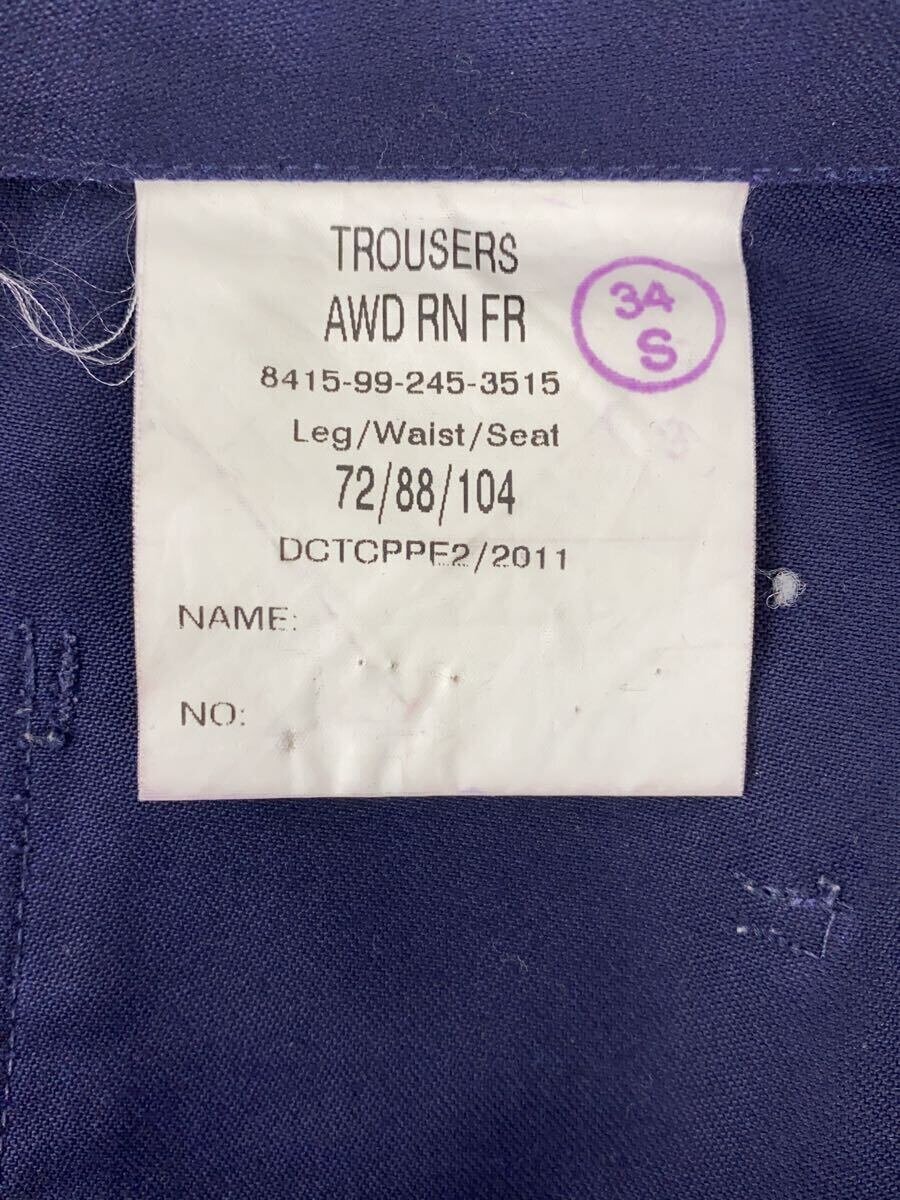 TROUSERS
AWD RN FR
34
S
8415-99-245-3515
Leg/Waist/Seat
72/88/104
DCTCPPE2/2011
NAME:
NO: